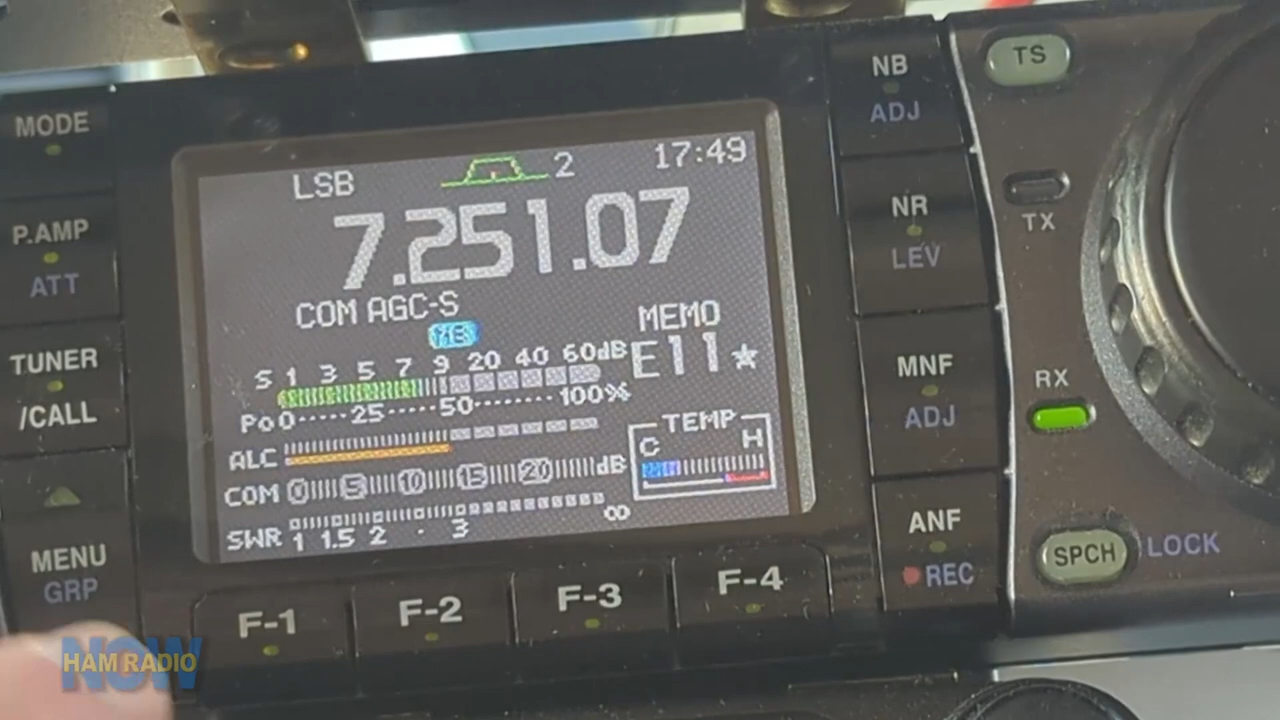 MODE
P.AMP
ATT
TUNER
/CALL
MENU
GRP
LSB
2
17:49
7.251.07
COM AGC-S
MEMO
E11★
S 1 3 5 7 9 20 40 60dB
Po0·····25·····50········100%
ALC
COM 0 5 10 15 20 dB
SWR 1 1.5 2 · 3 ∞
TEMP
C H
F-1
F-2
F-3
F-4
NB
ADJ
NR
LEV
MNF
ADJ
ANF
REC
TS
TX
RX
SPCH
LOCK
NOW
HAM RADIO